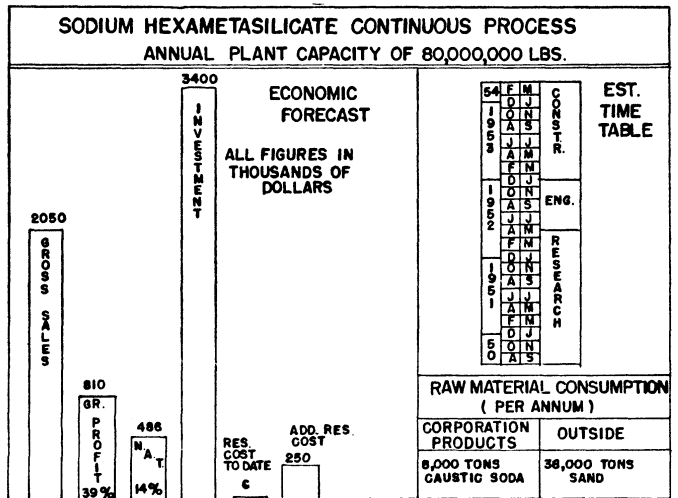 SODIUM HEXAMETASILICATE CONTINUOUS PROCESS
ANNUAL PLANT CAPACITY OF 80,000,000 LBS.
ECONOMIC
FORECAST
ALL FIGURES IN
THOUSANDS OF
DOLLARS
2050
GROSS SALES
810
GR.
PROFIT
39%
486
N.A.T.
14%
3400
INVESTMENT
RES.
COST
TO DATE
6
ADD. RES.
COST
250
EST.
TIME
TABLE
54
1953
1952
1951
50
F M
D J
O N
A S
J J
A M
F M
D J
O N
A S
J J
A M
F M
D J
O N
A S
J J
A M
F M
D J
O N
A S
CONSTR.
ENG.
RESEARCH
RAW MATERIAL CONSUMPTION
( PER ANNUM )
CORPORATION
PRODUCTS
8,000 TONS
CAUSTIC SODA
OUTSIDE
36,000 TONS
SAND